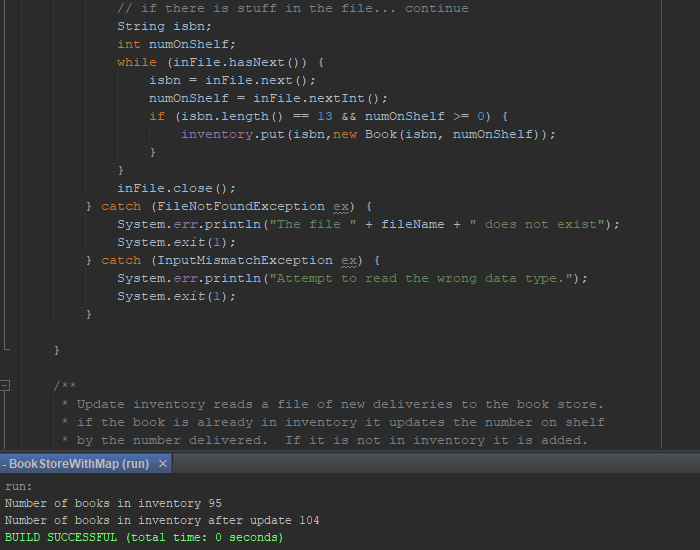 // if there is stuff in the file... continue
String isbn;
int numOnShelf;
while (inFile.hasNext()) {
isbn = inFile.next();
numOnShelf = inFile.nextInt();
if (isbn.length() == 13 && numOnShelf >= 0) {
inventory.put(isbn,new Book(isbn, numOnShelf));
}
}
inFile.close();
} catch (FileNotFoundException ex) {
System.err.println("The file " + fileName + " does not exist");
System.exit(1);
} catch (InputMismatchException ex) {
System.err.println("Attempt to read the wrong data type.");
System.exit(1);
}
}
/**
* Update inventory reads a file of new deliveries to the book store.
* if the book is already in inventory it updates the number on shelf
* by the number delivered.  If it is not in inventory it is added.
- BookStoreWithMap (run) ×
run:
Number of books in inventory 95
Number of books in inventory after update 104
BUILD SUCCESSFUL (total time: 0 seconds)